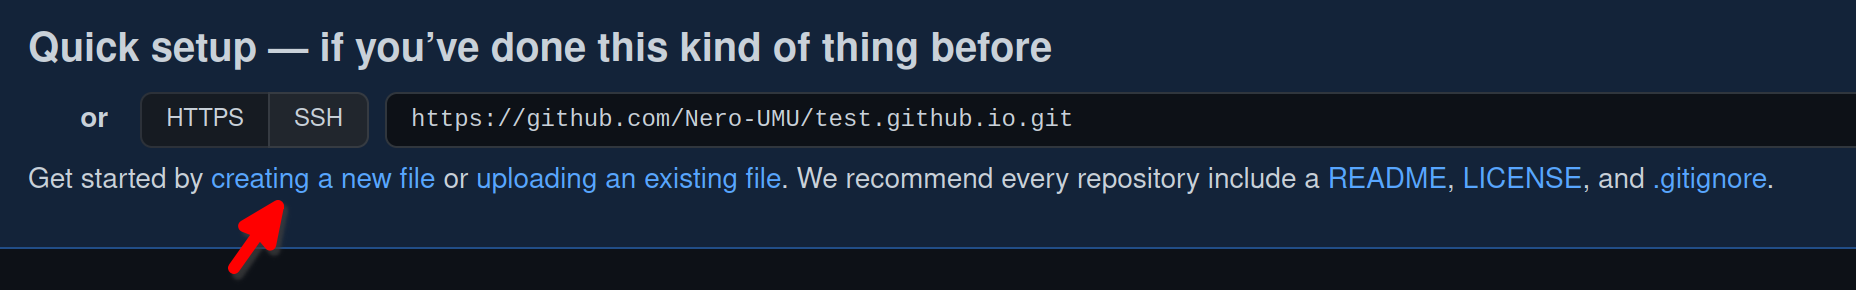 Quick setup — if you’ve done this kind of thing before
or HTTPS SSH https://github.com/Nero-UMU/test.github.io.git
Get started by creating a new file or uploading an existing file. We recommend every repository include a README, LICENSE, and .gitignore.